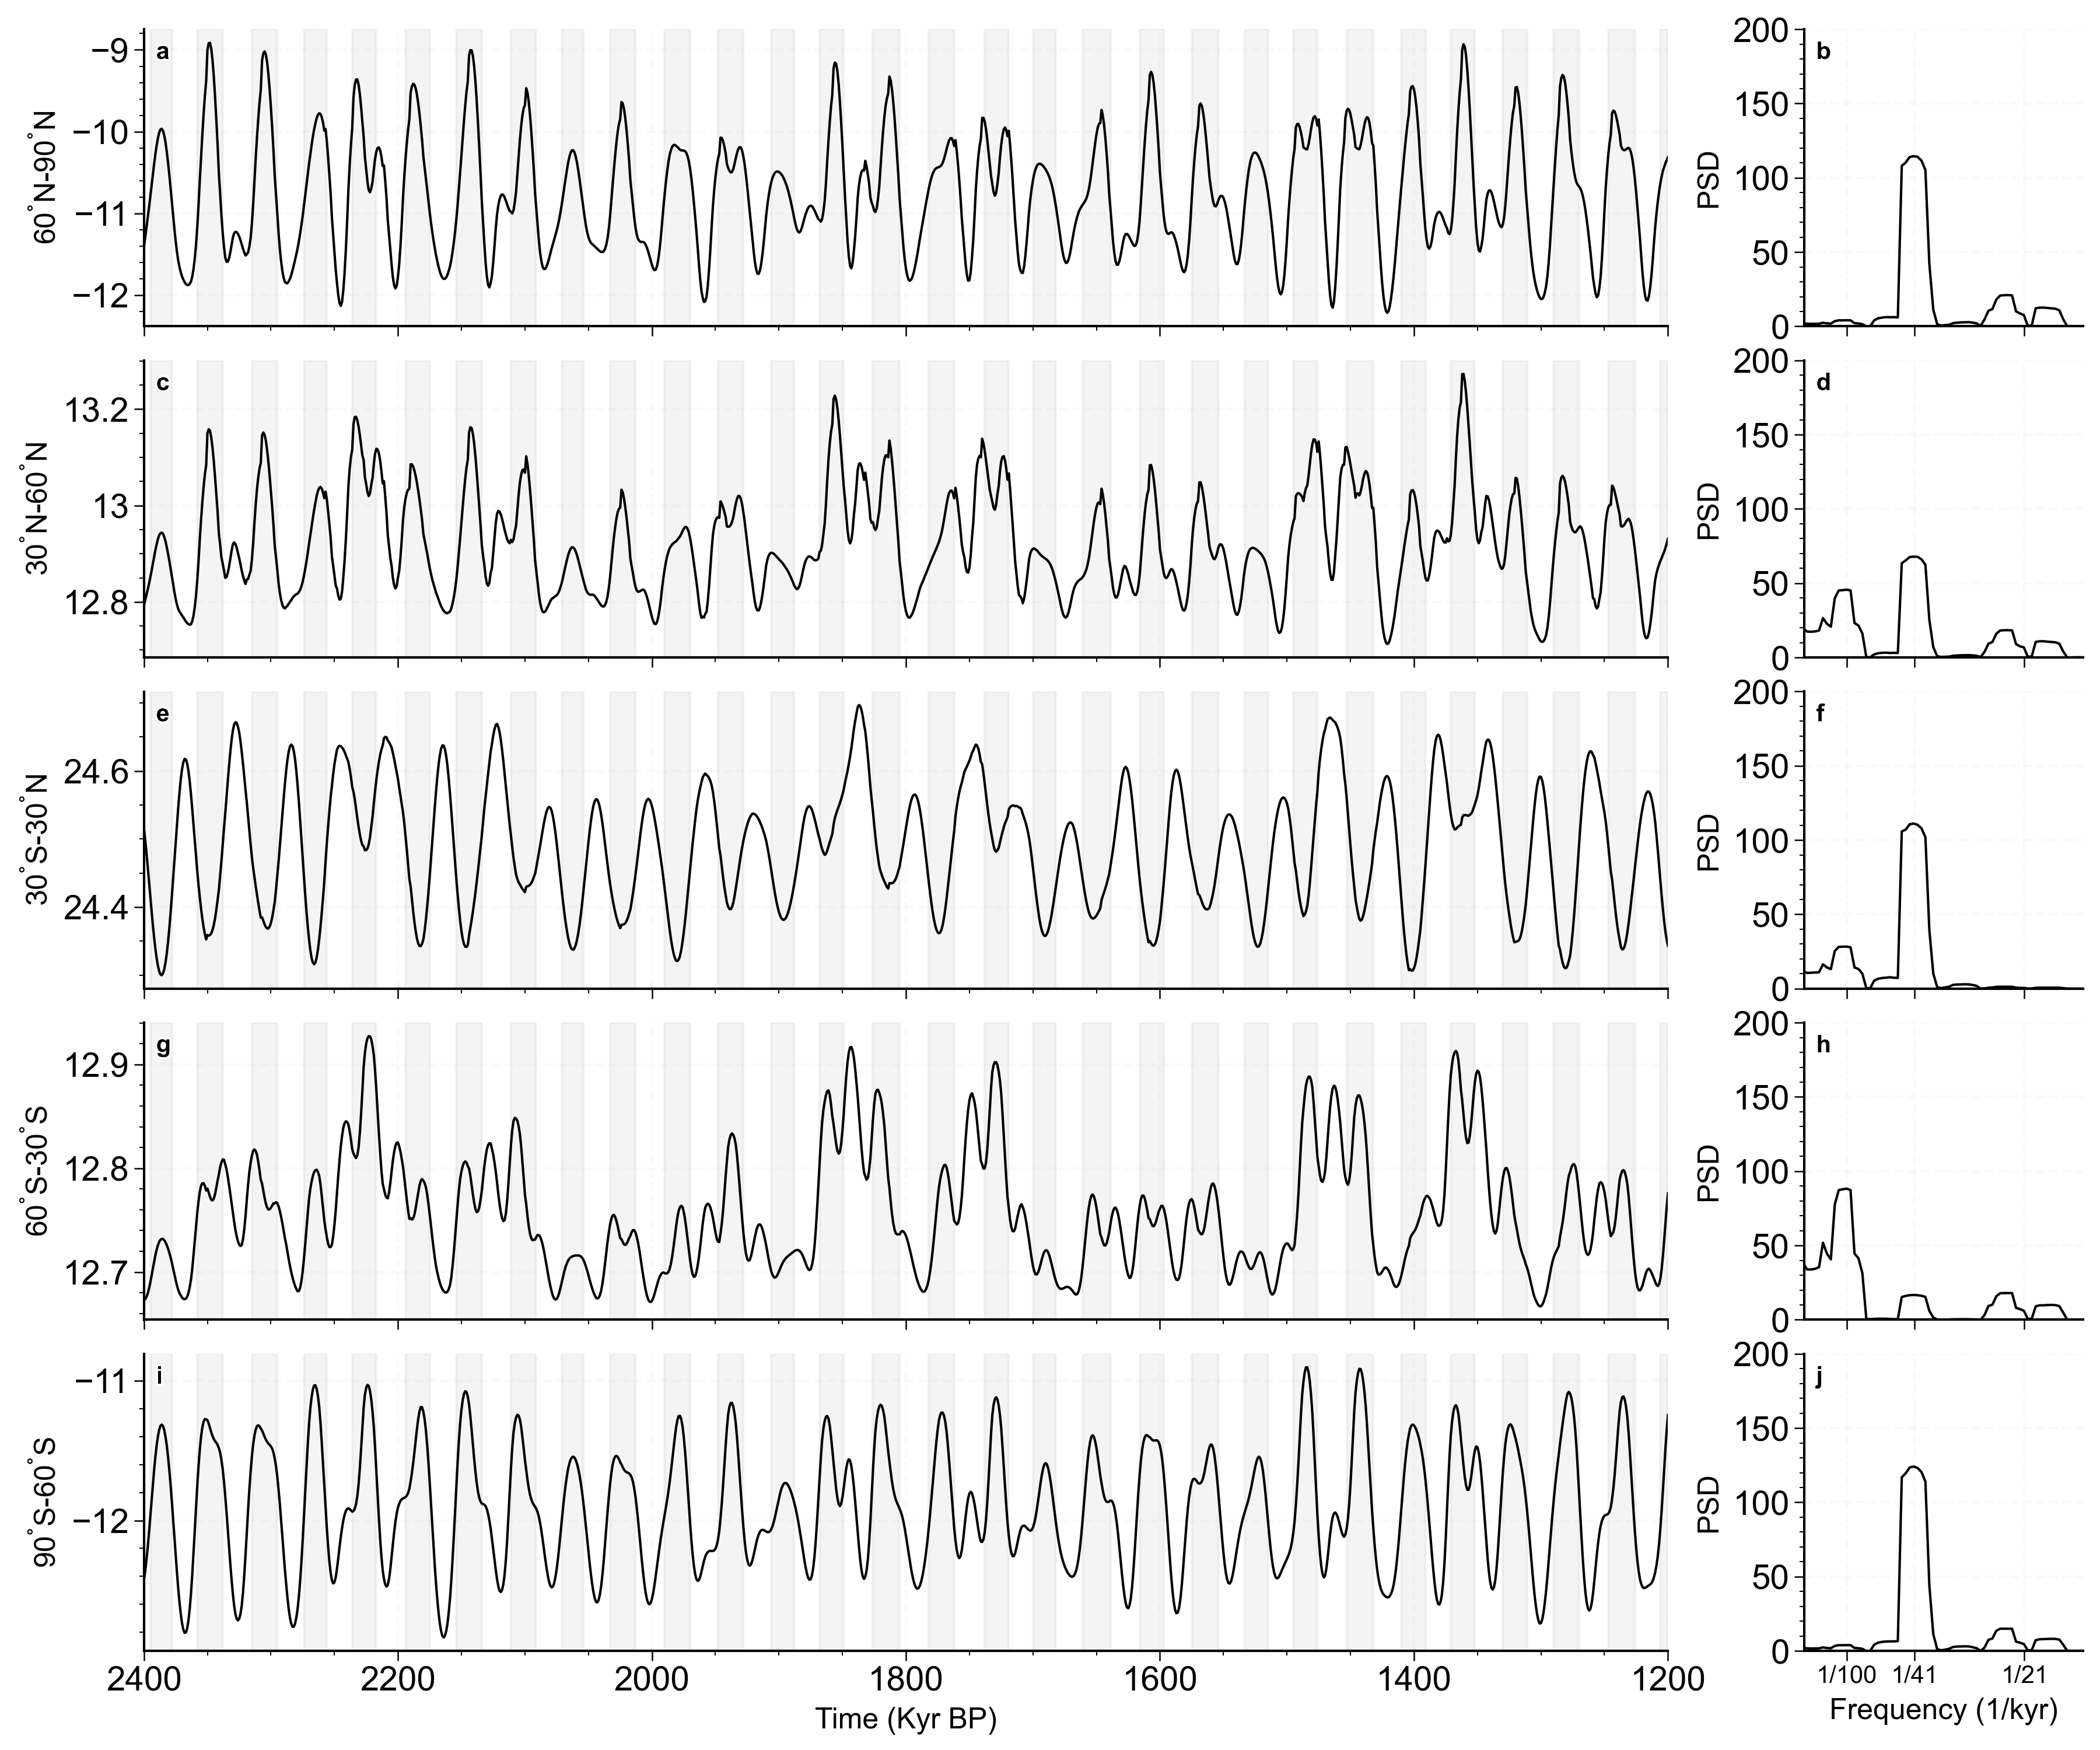 a
60°N-90°N
−9
−10
−11
−12
b
PSD
200
150
100
50
0
c
30°N-60°N
13.2
13
12.8
d
PSD
200
150
100
50
0
e
30°S-30°N
24.6
24.4
f
PSD
200
150
100
50
0
g
60°S-30°S
12.9
12.8
12.7
h
PSD
200
150
100
50
0
i
90°S-60°S
−11
−12
2400 2200 2000 1800 1600 1400 1200
Time (Kyr BP)
j
PSD
200
150
100
50
0
1/100 1/41 1/21
Frequency (1/kyr)